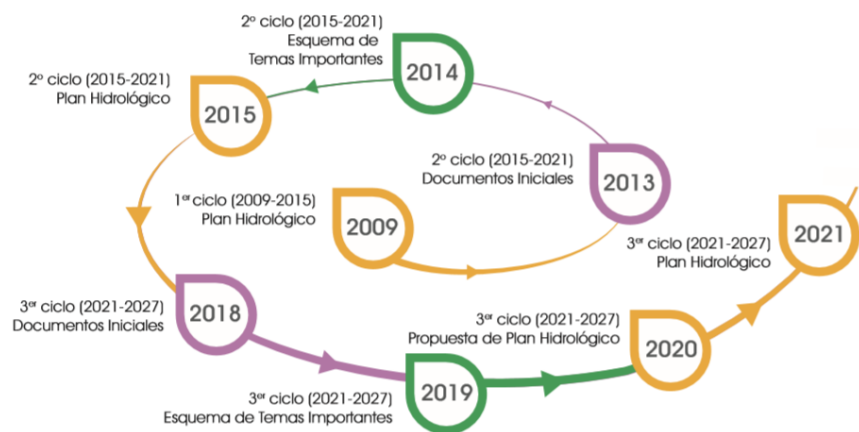 2º ciclo (2015-2021)
Esquema de
Temas Importantes
2014
2º ciclo (2015-2021)
Plan Hidrológico
2015
2º ciclo (2015-2021)
Documentos Iniciales
2013
1er ciclo (2009-2015)
Plan Hidrológico
2009
3er ciclo (2021-2027)
Plan Hidrológico
2021
3er ciclo (2021-2027)
Documentos Iniciales
2018
3er ciclo (2021-2027)
Propuesta de Plan Hidrológico
2020
3er ciclo (2021-2027)
Esquema de Temas Importantes
2019